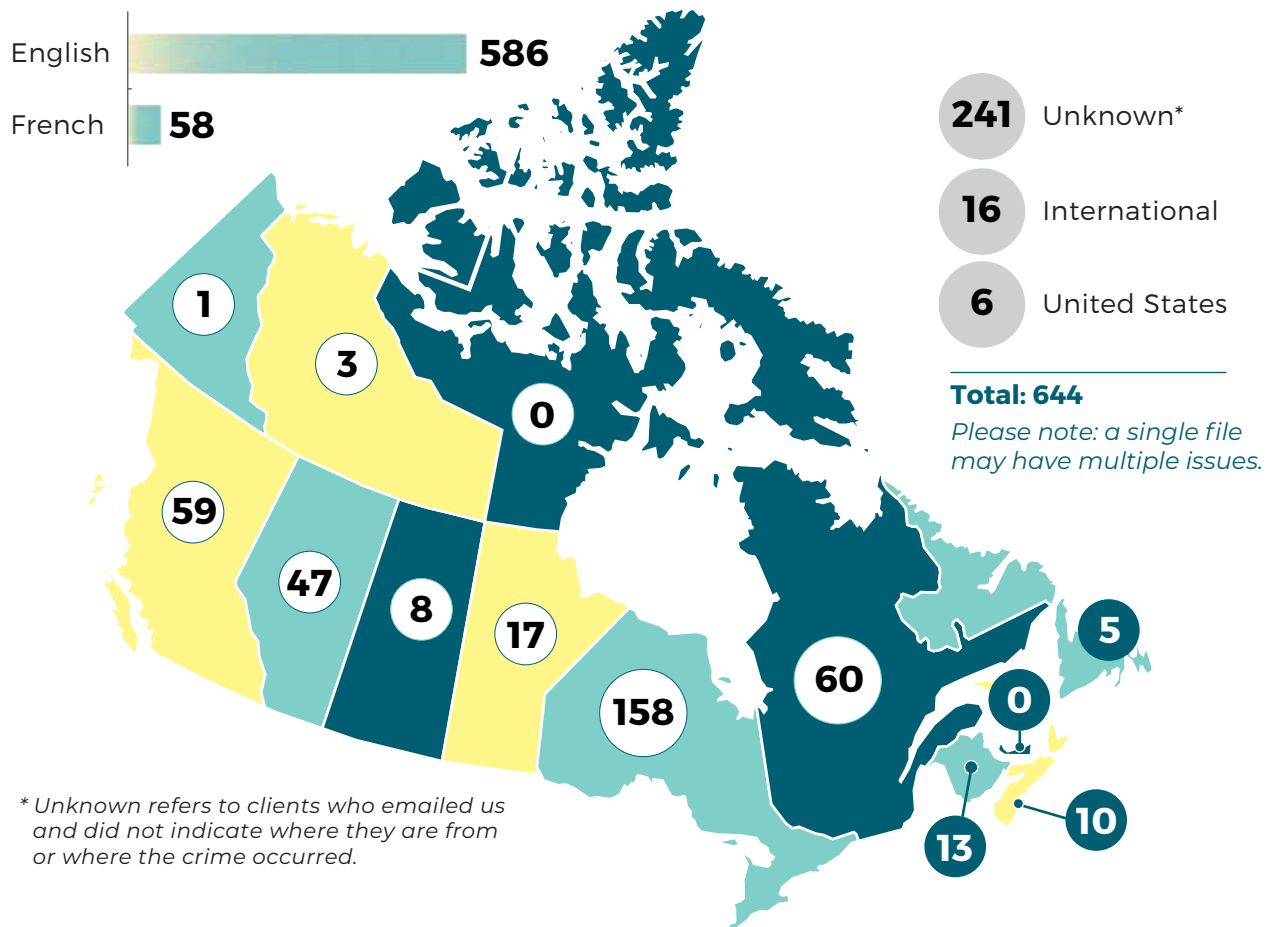 English 586
French 58
241 Unknown*
16 International
6 United States
Total: 644
Please note: a single file
may have multiple issues.
1
3
0
59
47
8
17
158
60
5
0
13
10
* Unknown refers to clients who emailed us
and did not indicate where they are from
or where the crime occurred.